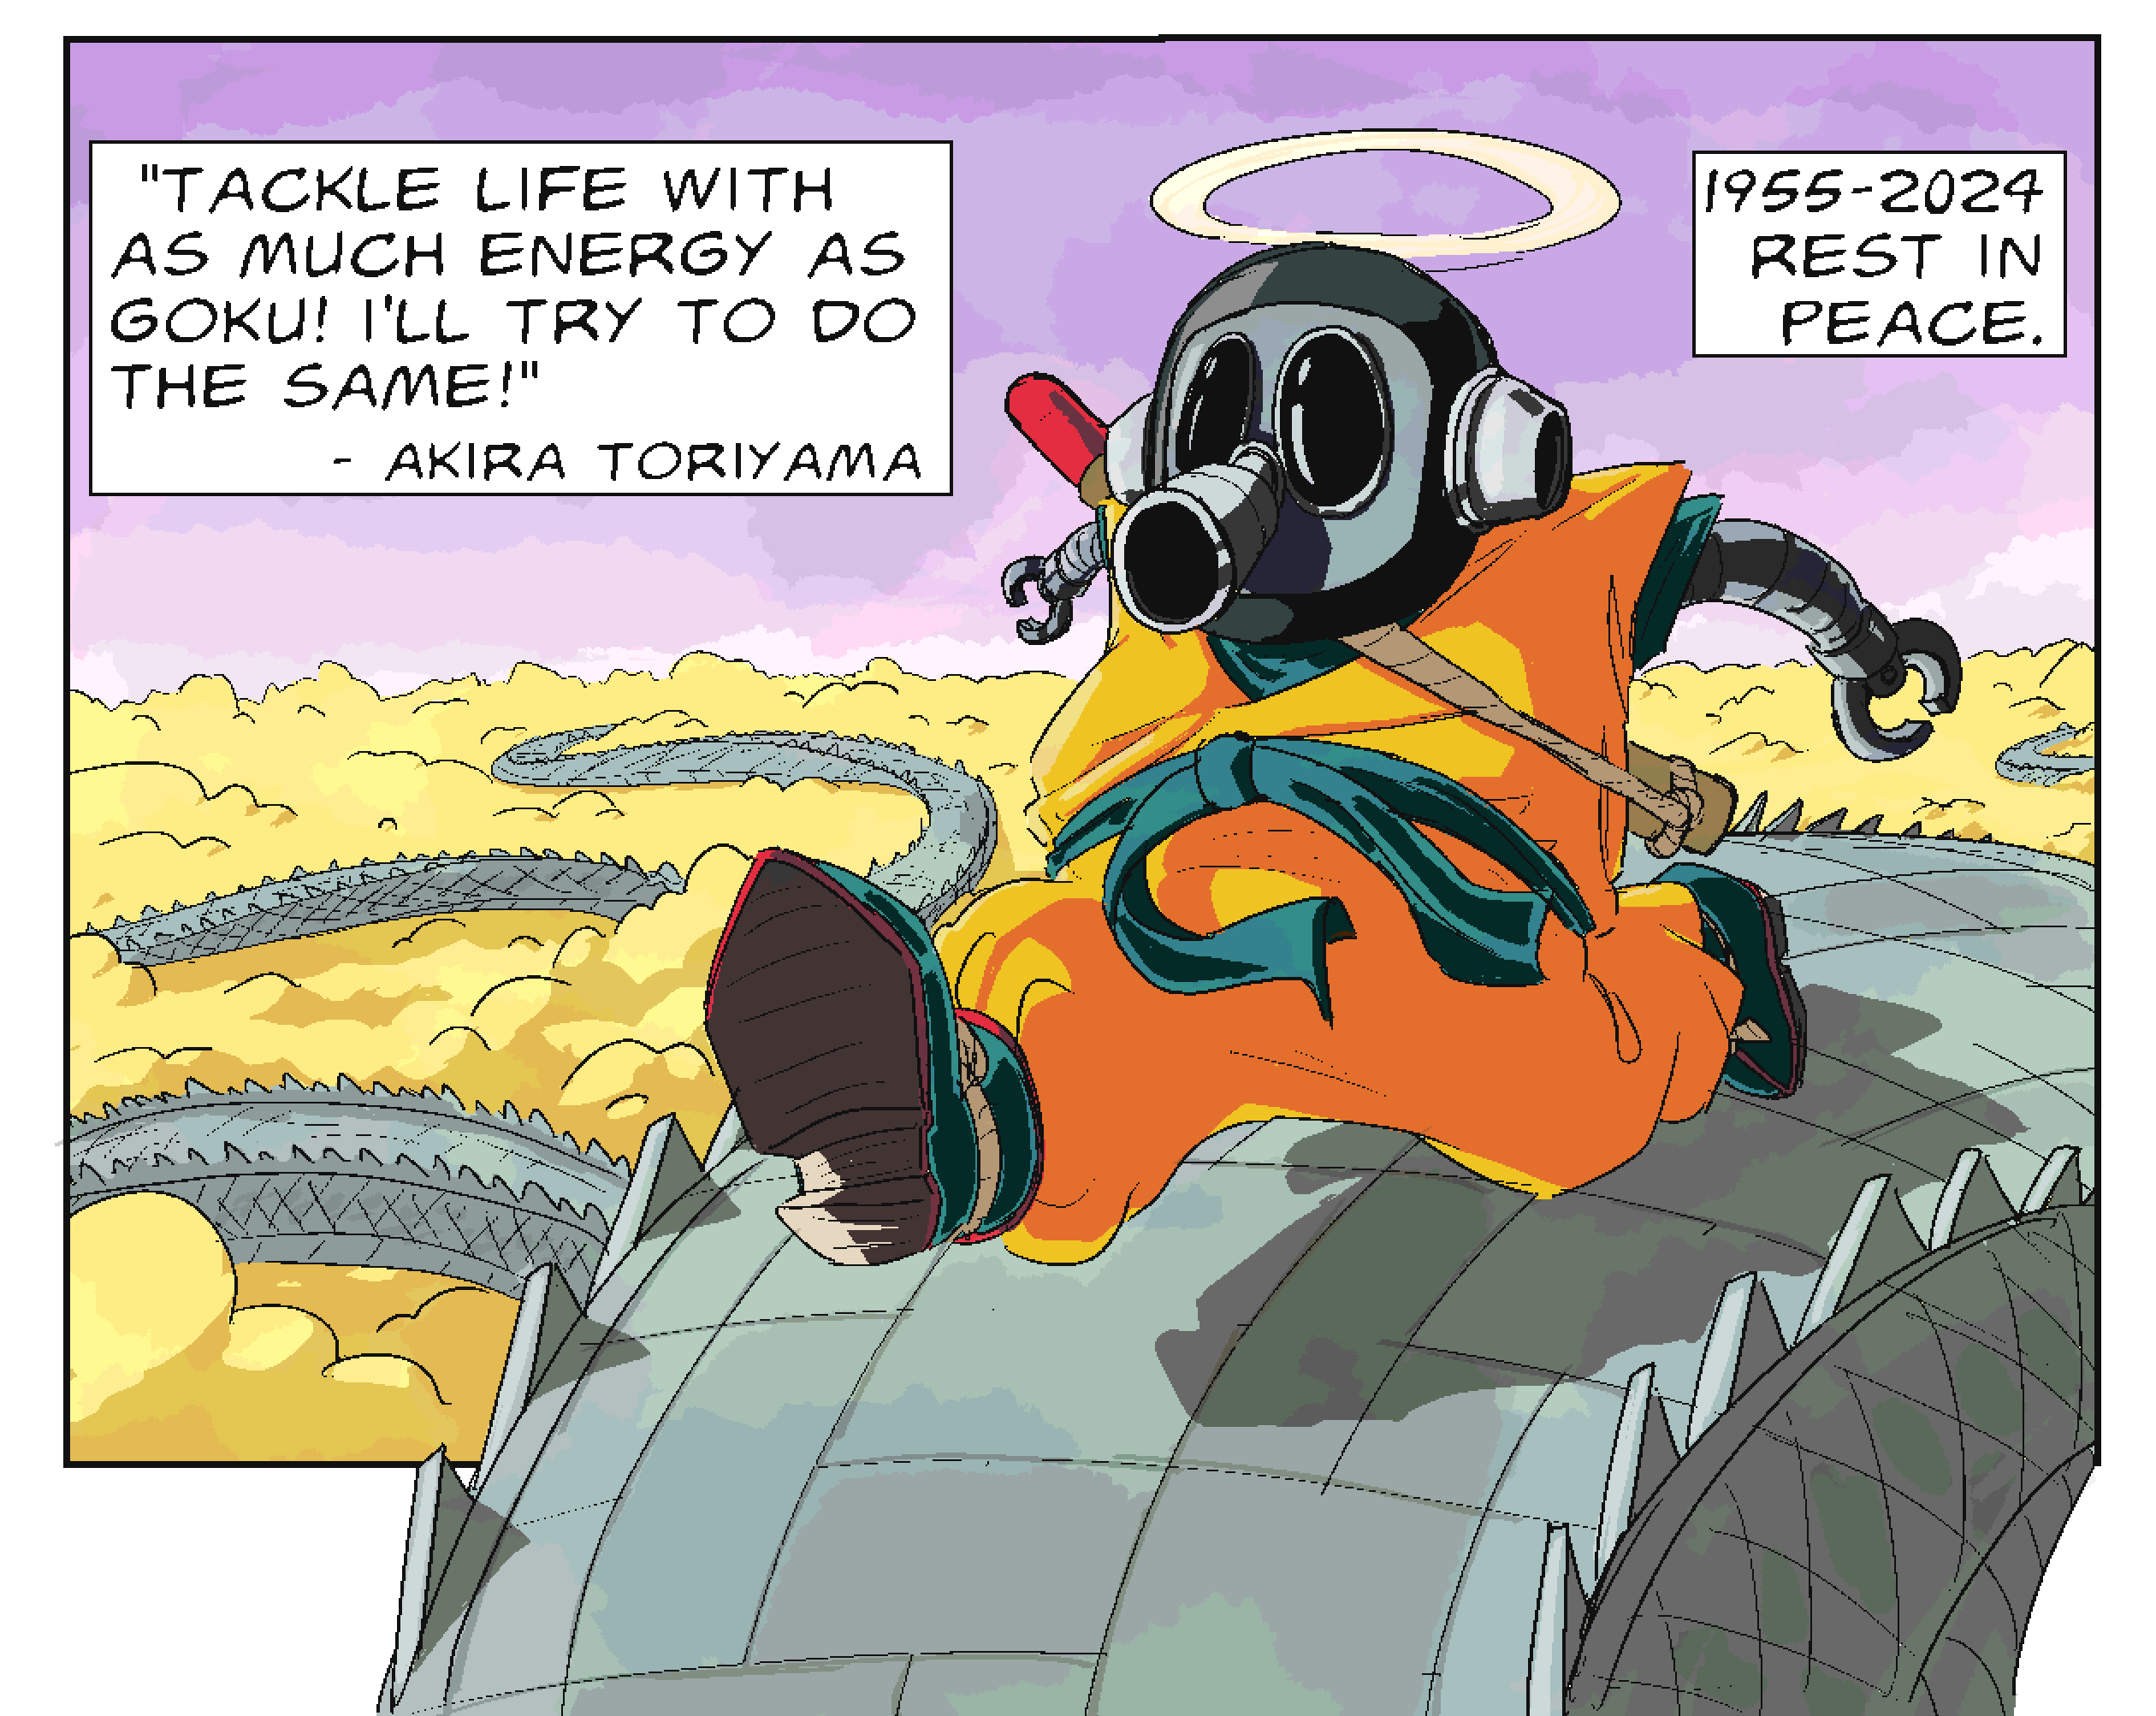 "TACKLE LIFE WITH
AS MUCH ENERGY AS
GOKU! I'LL TRY TO DO
THE SAME!"
- AKIRA TORIYAMA
1955-2024
REST IN
PEACE.